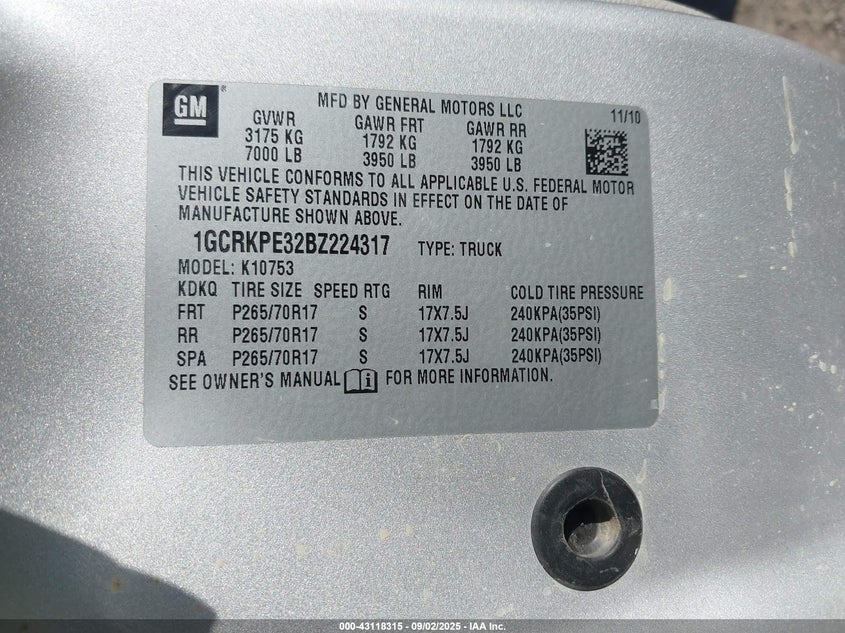 GM
MFD BY GENERAL MOTORS LLC
11/10
GVWR GAWR FRT GAWR RR
3175 KG 1792 KG 1792 KG
7000 LB 3950 LB 3950 LB
THIS VEHICLE CONFORMS TO ALL APPLICABLE U.S. FEDERAL MOTOR
VEHICLE SAFETY STANDARDS IN EFFECT ON THE DATE OF
MANUFACTURE SHOWN ABOVE.
1GCRKPE32BZ224317 TYPE: TRUCK
MODEL: K10753
KDKQ TIRE SIZE SPEED RTG RIM COLD TIRE PRESSURE
FRT P265/70R17 S 17X7.5J 240KPA(35PSI)
RR P265/70R17 S 17X7.5J 240KPA(35PSI)
SPA P265/70R17 S 17X7.5J 240KPA(35PSI)
SEE OWNER'S MANUAL FOR MORE INFORMATION.
000-43118315 - 09/02/2025 - IAA Inc.